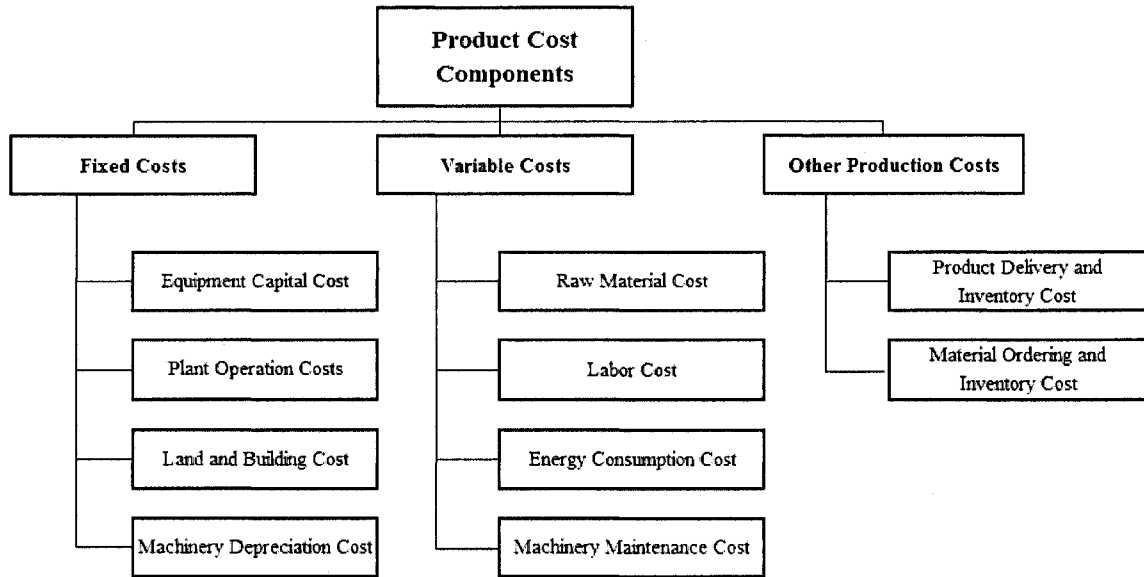 Product Cost
Components
Fixed Costs
Variable Costs
Other Production Costs
Equipment Capital Cost
Plant Operation Costs
Land and Building Cost
Machinery Depreciation Cost
Raw Material Cost
Labor Cost
Energy Consumption Cost
Machinery Maintenance Cost
Product Delivery and
Inventory Cost
Material Ordering and
Inventory Cost